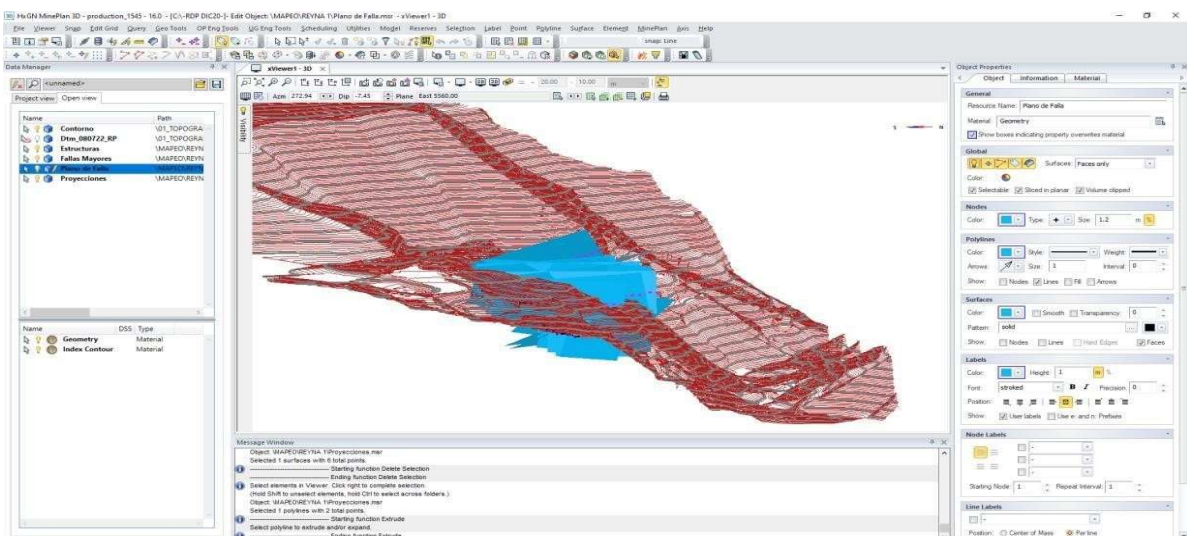 HxGN MinePlan 3D - production_1545 - 16.0 - [C:\-RDP DIC20-]- Edit Object: \MAPEO\REYNA 1\Plano de Falla.msr - xViewer1 - 3D
File Viewer Snap Edit Grid Query Geo Tools OP Eng Tools UG Eng Tools Scheduling Utilities Model Reserves Selection Label Point Polyline Surface Element MinePlan Axis Help
snap: Line
Data Manager
<unnamed>
Project view Open view
Name Path
Contorno \01_TOPOGRA
Dtm_080722_RP \01_TOPOGRA
Estructuras \MAPEO\REYN
Fallas Mayores \MAPEO\REYN
Plano de Falla \MAPEO\REYN
Proyecciones \MAPEO\REYN
Name DSS Type
Geometry Material
Index Contour Material
xViewer1 - 3D
20.00 10.00 m
Azm 272.94 Dip -7.45 Plane East 5560.00
Visibility
S N
Message Window
Object: \MAPEO\REYNA 1\Proyecciones.msr
Selected 1 surfaces with 6 total points.
Starting function Delete Selection
Ending function Delete Selection
Select elements in Viewer. Click right to complete selection.
(Hold Shift to unselect elements, hold Ctrl to select across folders.)
Object: \MAPEO\REYNA 1\Proyecciones.msr
Selected 1 polylines with 2 total points.
Starting function Extrude
Select polyline to extrude and/or expand.
Ending function Extrude
Object Properties
Object Information Material
General
Resource Name: Plano de Falla
Material: Geometry
Show boxes indicating property overwrites material
Global
Surfaces: Faces only
Color:
Selectable Sliced in planar Volume clipped
Nodes
Color: Type: Size: 1.2 m %
Polylines
Color: Style: Weight:
Arrows: Size: 1 Interval: 0
Show: Nodes Lines Fill Arrows
Surfaces
Color: Smooth Transparency: 0
Pattern: solid
Show: Nodes Lines Hard Edges Faces
Labels
Color: Height: 1 m %
Font: stroked B I Precision: 0
Position:
Show: User labels Use e- and n- Prefixes
Node Labels
Starting Node: 1 Repeat Interval: 1
Line Labels
Position: Center of Mass Per line